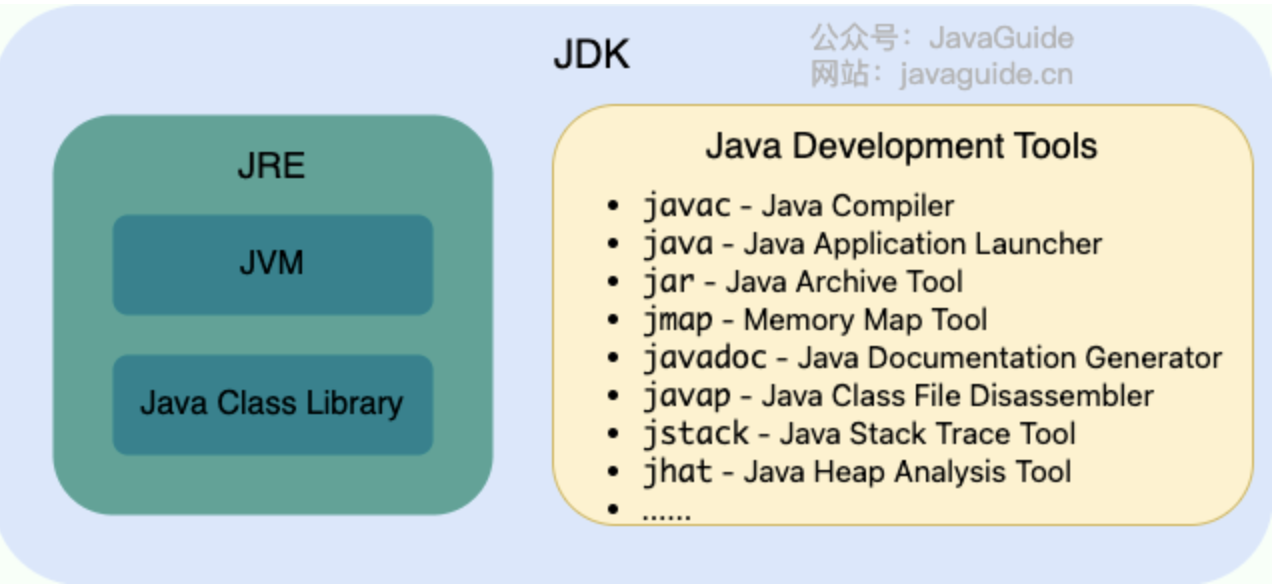 JDK
公众号：JavaGuide
网站：javaguide.cn
JRE
JVM
Java Class Library
Java Development Tools
• javac - Java Compiler
• java - Java Application Launcher
• jar - Java Archive Tool
• jmap - Memory Map Tool
• javadoc - Java Documentation Generator
• javap - Java Class File Disassembler
• jstack - Java Stack Trace Tool
• jhat - Java Heap Analysis Tool
• ......